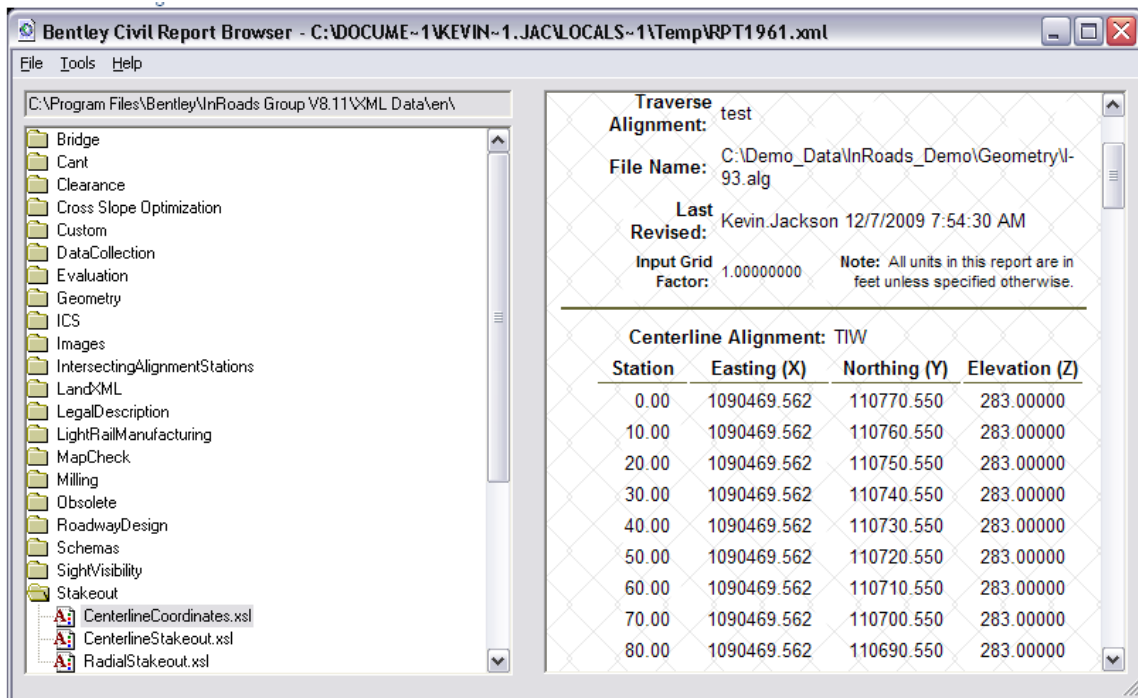 Bentley Civil Report Browser - C:\DOCUME~1\KEVIN~1.JAC\LOCALS~1\Temp\RPT1961.xml
File Tools Help
C:\Program Files\Bentley\InRoads Group V8.11\XML Data\en\
Bridge
Cant
Clearance
Cross Slope Optimization
Custom
DataCollection
Evaluation
Geometry
ICS
Images
IntersectingAlignmentStations
LandXML
LegalDescription
LightRailManufacturing
MapCheck
Milling
Obsolete
RoadwayDesign
Schemas
SightVisibility
Stakeout
CenterlineCoordinates.xsl
CenterlineStakeout.xsl
RadialStakeout.xsl
Traverse
Alignment: test
File Name: C:\Demo_Data\InRoads_Demo\Geometry\I-
93.alg
Last
Revised: Kevin.Jackson 12/7/2009 7:54:30 AM
Input Grid
Factor: 1.00000000
Note: All units in this report are in
feet unless specified otherwise.
Centerline Alignment: TIW
Station Easting (X) Northing (Y) Elevation (Z)
0.00 1090469.562 110770.550 283.00000
10.00 1090469.562 110760.550 283.00000
20.00 1090469.562 110750.550 283.00000
30.00 1090469.562 110740.550 283.00000
40.00 1090469.562 110730.550 283.00000
50.00 1090469.562 110720.550 283.00000
60.00 1090469.562 110710.550 283.00000
70.00 1090469.562 110700.550 283.00000
80.00 1090469.562 110690.550 283.00000